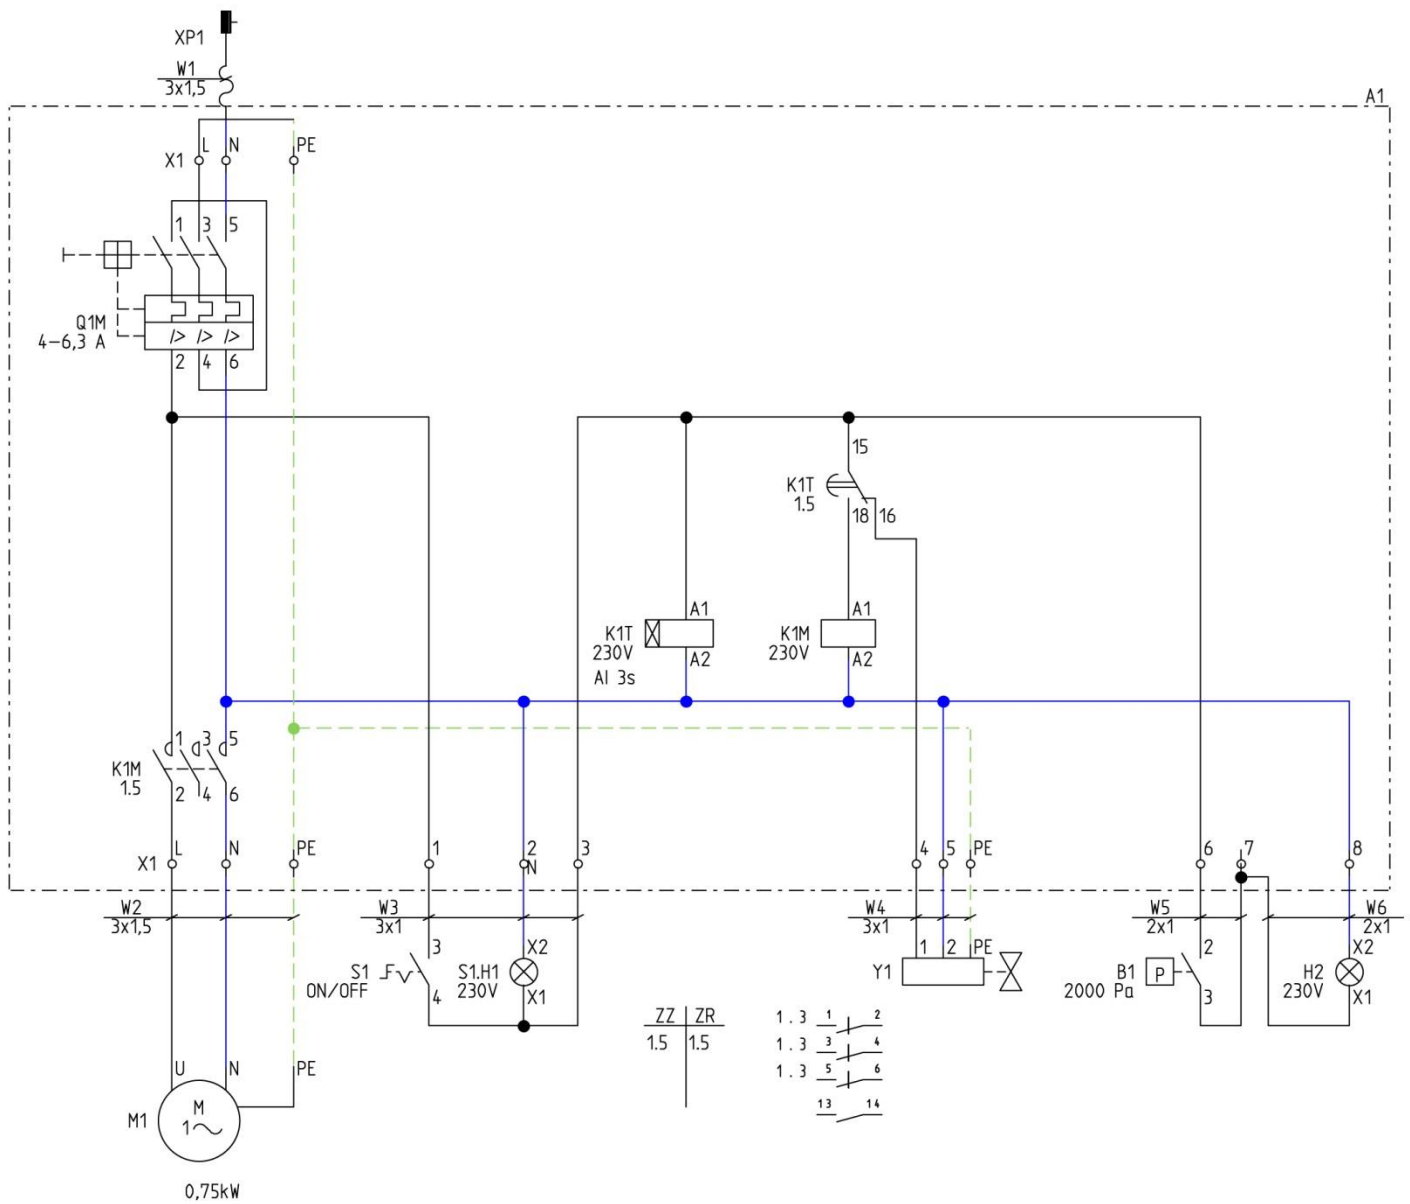 XP1
W1
3x1,5
A1
X1
L
N
PE
1
3
5
Q1M
4-6,3 A
I>
I>
I>
2
4
6
15
K1T
1.5
18
16
A1
K1T
230V
A2
AI 3s
A1
K1M
230V
A2
K1M
1.5
1
3
5
2
4
6
X1
L
N
PE
1
2
N
3
4
5
PE
6
7
8
W2
3x1,5
W3
3x1
W4
3x1
W5
2x1
W6
2x1
S1
ON/OFF
3
4
S1.H1
230V
X2
X1
Y1
1
2
PE
B1
2000 Pa
P
2
3
H2
230V
X2
X1
ZZ
ZR
1.5
1.5
1.3 1 2
1.3 3 4
1.3 5 6
13 14
U
N
PE
M1
M
1
0,75kW